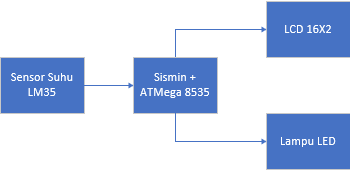 Sensor Suhu
LM35
Sismin +
ATMega 8535
LCD 16X2
Lampu LED